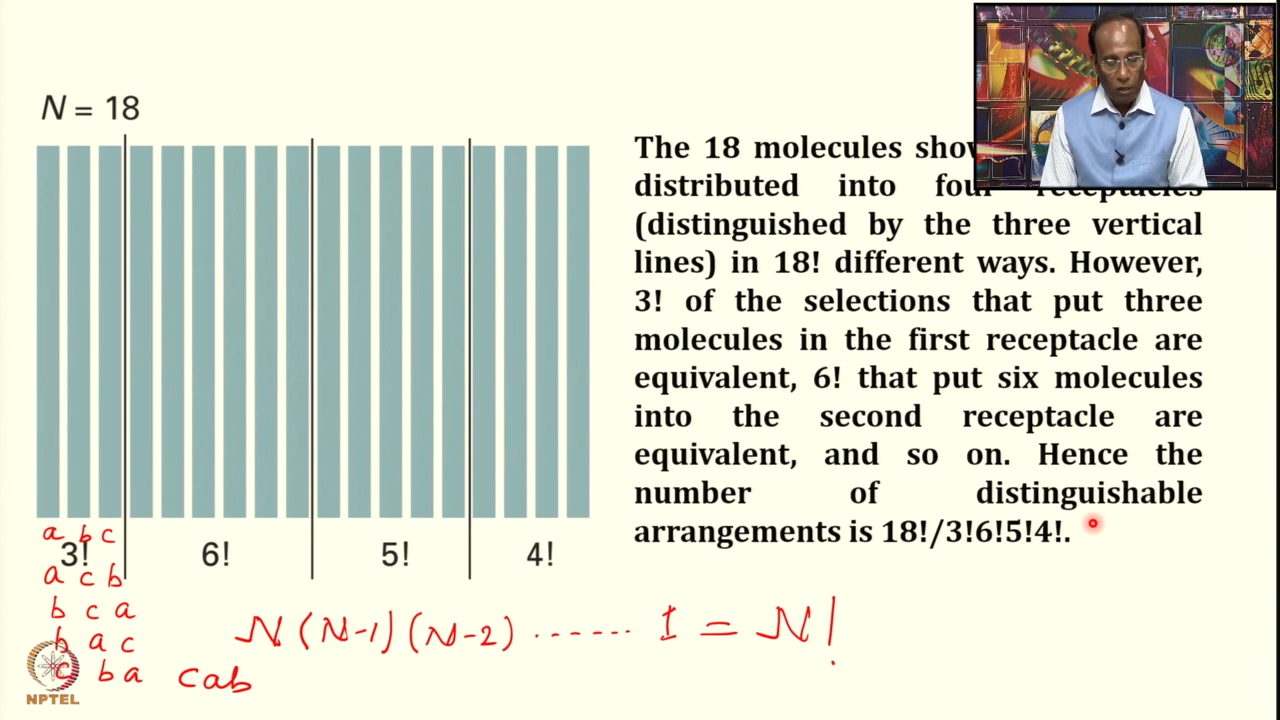 N = 18
The 18 molecules
distributed into four receptacles
(distinguished by the three vertical
lines) in 18! different ways. However,
3! of the selections that put three
molecules in the first receptacle are
equivalent, 6! that put six molecules
into the second receptacle are
equivalent, and so on. Hence the
number of distinguishable
arrangements is 18!/3!6!5!4!.
3! 6! 5! 4!
a b c
a c b
b c a
b a c
c b a c a b
N (N-1) (N-2) ...... 1 = N!
NPTEL